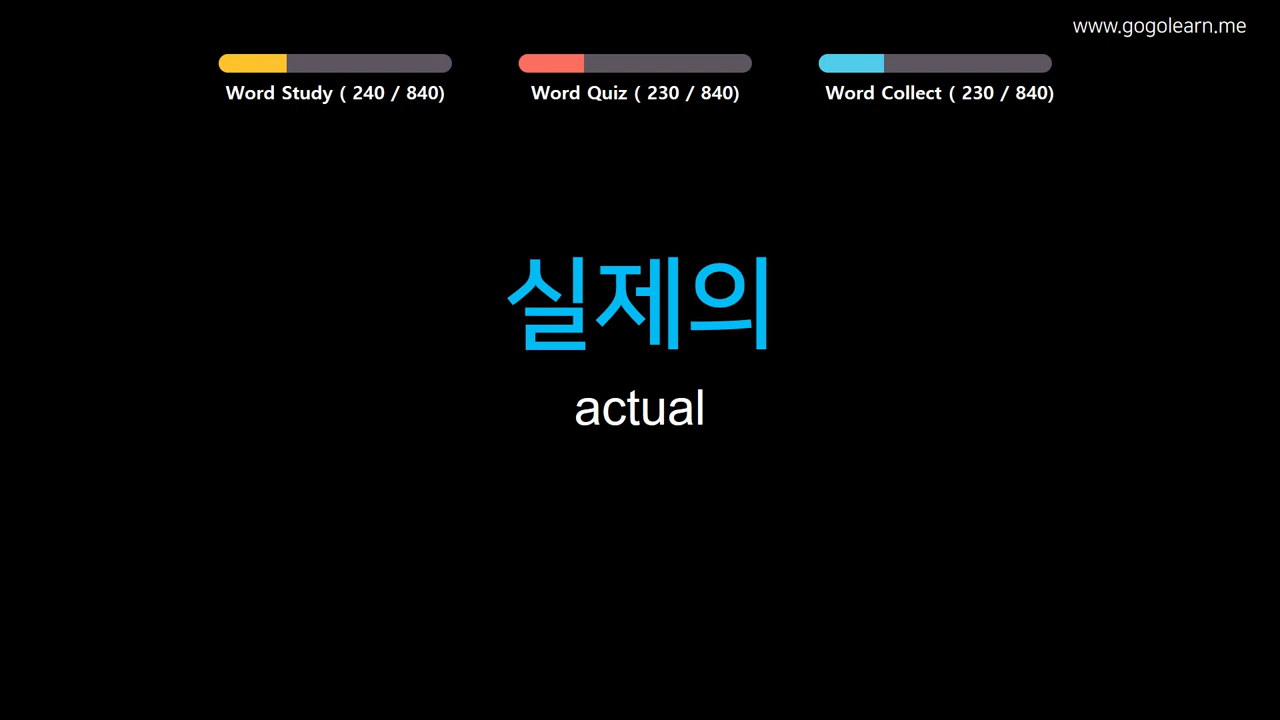 www.gogolearn.me
Word Study ( 240 / 840)
Word Quiz ( 230 / 840)
Word Collect ( 230 / 840)
실제의
actual